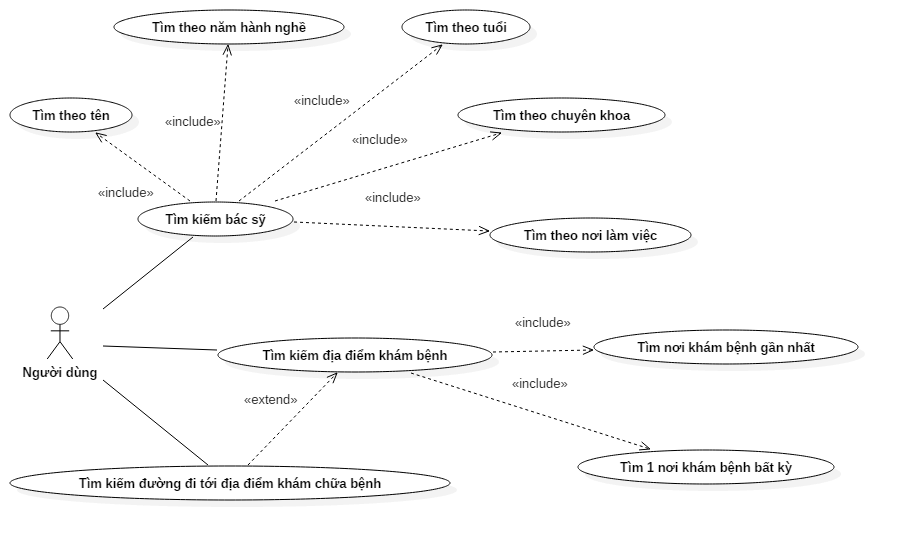 Tìm theo năm hành nghề
Tìm theo tuổi
«include»
Tìm theo tên
«include»
Tìm theo chuyên khoa
«include»
«include»
«include»
Tìm kiếm bác sỹ
Tìm theo nơi làm việc
«include»
Tìm kiếm địa điểm khám bệnh
Tìm nơi khám bệnh gần nhất
Người dùng
«include»
«extend»
Tìm 1 nơi khám bệnh bất kỳ
Tìm kiếm đường đi tới địa điểm khám chữa bệnh